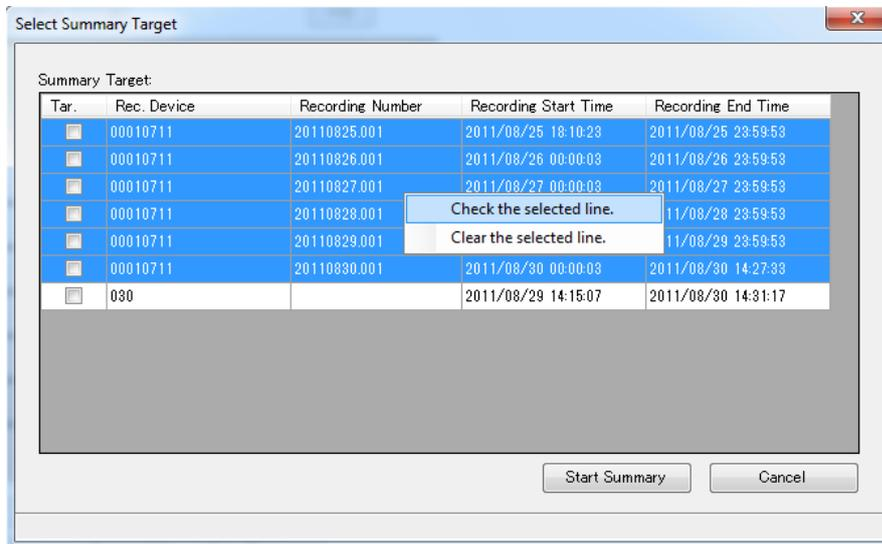 Select Summary Target
Summary Target:
Tar. Rec. Device Recording Number Recording Start Time Recording End Time
00010711 20110825.001 2011/08/25 18:10:23 2011/08/25 23:59:53
00010711 20110826.001 2011/08/26 00:00:03 2011/08/26 23:59:53
00010711 20110827.001 2011/08/27 00:00:03 2011/08/27 23:59:53
00010711 20110828.001 Check the selected line. 11/08/28 23:59:53
00010711 20110829.001 Clear the selected line. 11/08/29 23:59:53
00010711 20110830.001 2011/08/30 00:00:03 2011/08/30 14:27:33
030 2011/08/29 14:15:07 2011/08/30 14:31:17
Start Summary Cancel